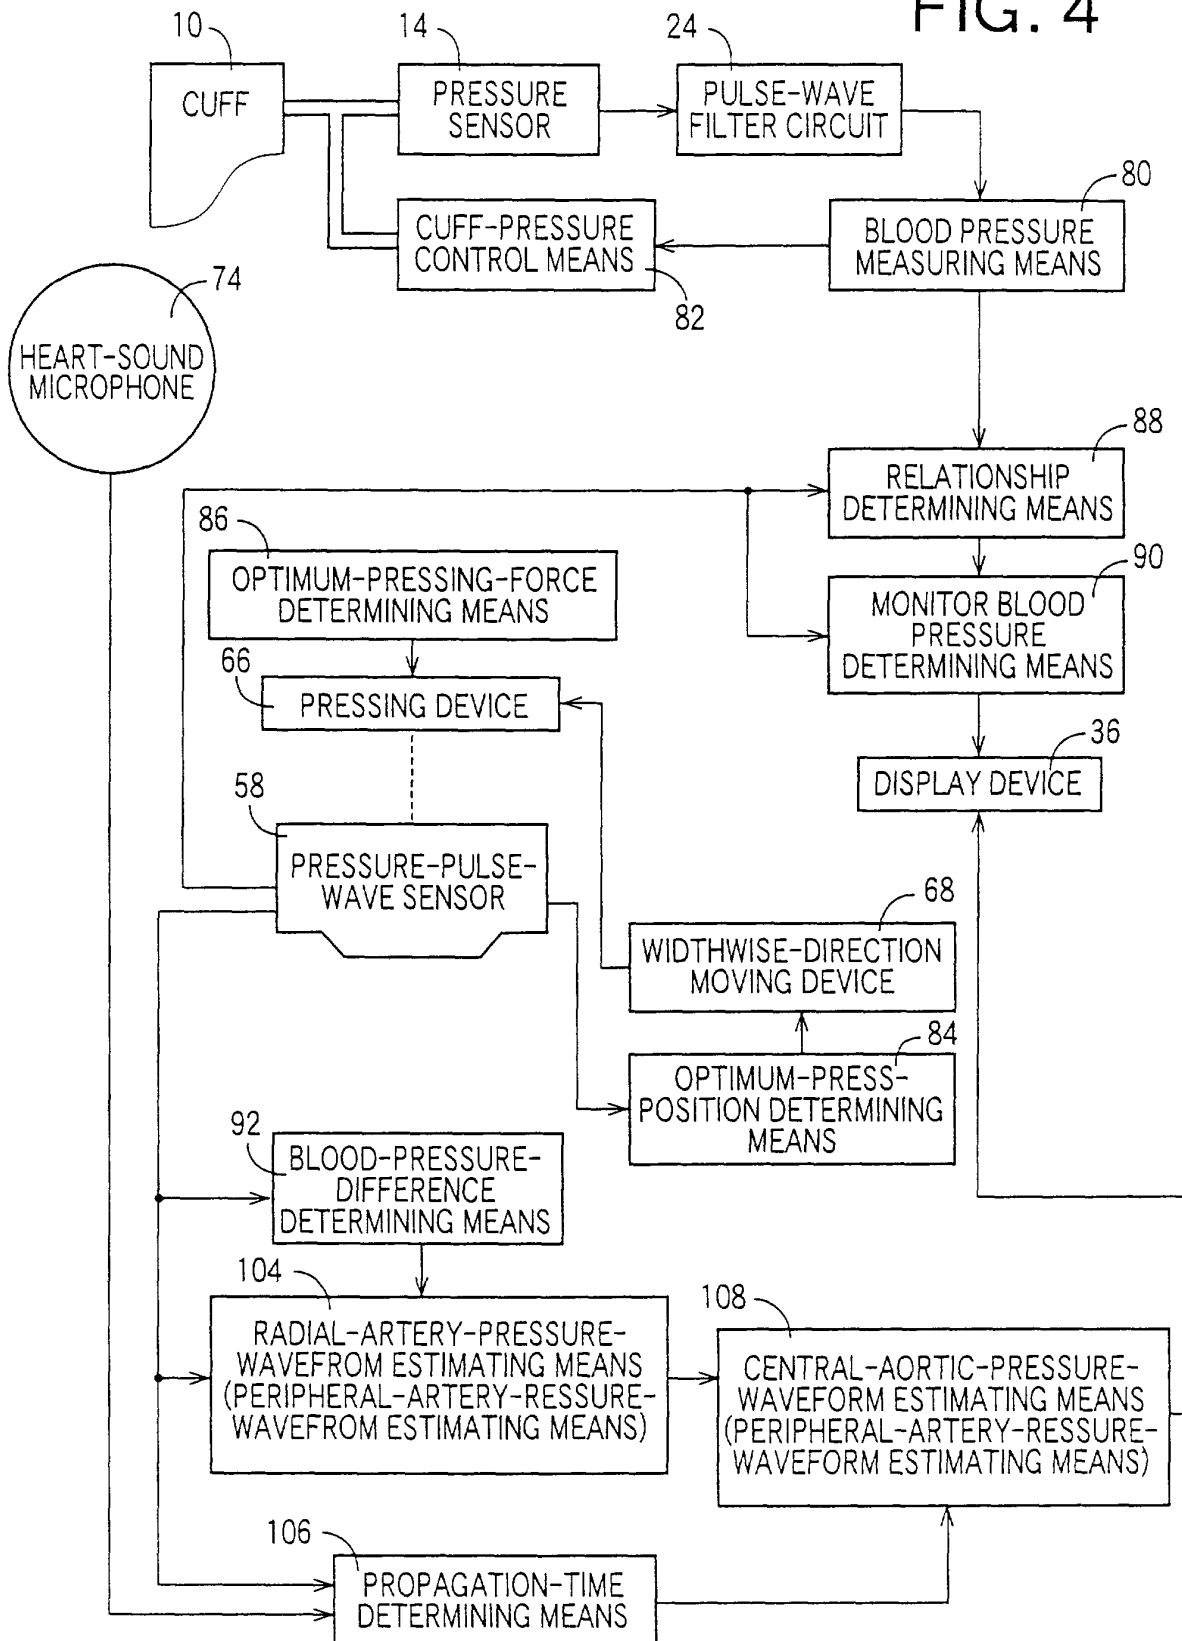 FIG. 4
10
14
24
CUFF
PRESSURE
SENSOR
PULSE-WAVE
FILTER CIRCUIT
80
CUFF-PRESSURE
CONTROL MEANS
82
BLOOD PRESSURE
MEASURING MEANS
74
HEART-SOUND
MICROPHONE
88
RELATIONSHIP
DETERMINING MEANS
86
OPTIMUM-PRESSING-FORCE
DETERMINING MEANS
90
MONITOR BLOOD
PRESSURE
DETERMINING MEANS
66
PRESSING DEVICE
36
DISPLAY DEVICE
58
PRESSURE-PULSE-
WAVE SENSOR
68
WIDTHWISE-DIRECTION
MOVING DEVICE
84
OPTIMUM-PRESS-
POSITION DETERMINING
MEANS
92
BLOOD-PRESSURE-
DIFFERENCE
DETERMINING MEANS
104
RADIAL-ARTERY-PRESSURE-
WAVEFROM ESTIMATING MEANS
(PERIPHERAL-ARTERY-RESSURE-
WAVEFROM ESTIMATING MEANS)
108
CENTRAL-AORTIC-PRESSURE-
WAVEFORM ESTIMATING MEANS
(PERIPHERAL-ARTERY-RESSURE-
WAVEFORM ESTIMATING MEANS)
106
PROPAGATION-TIME
DETERMINING MEANS